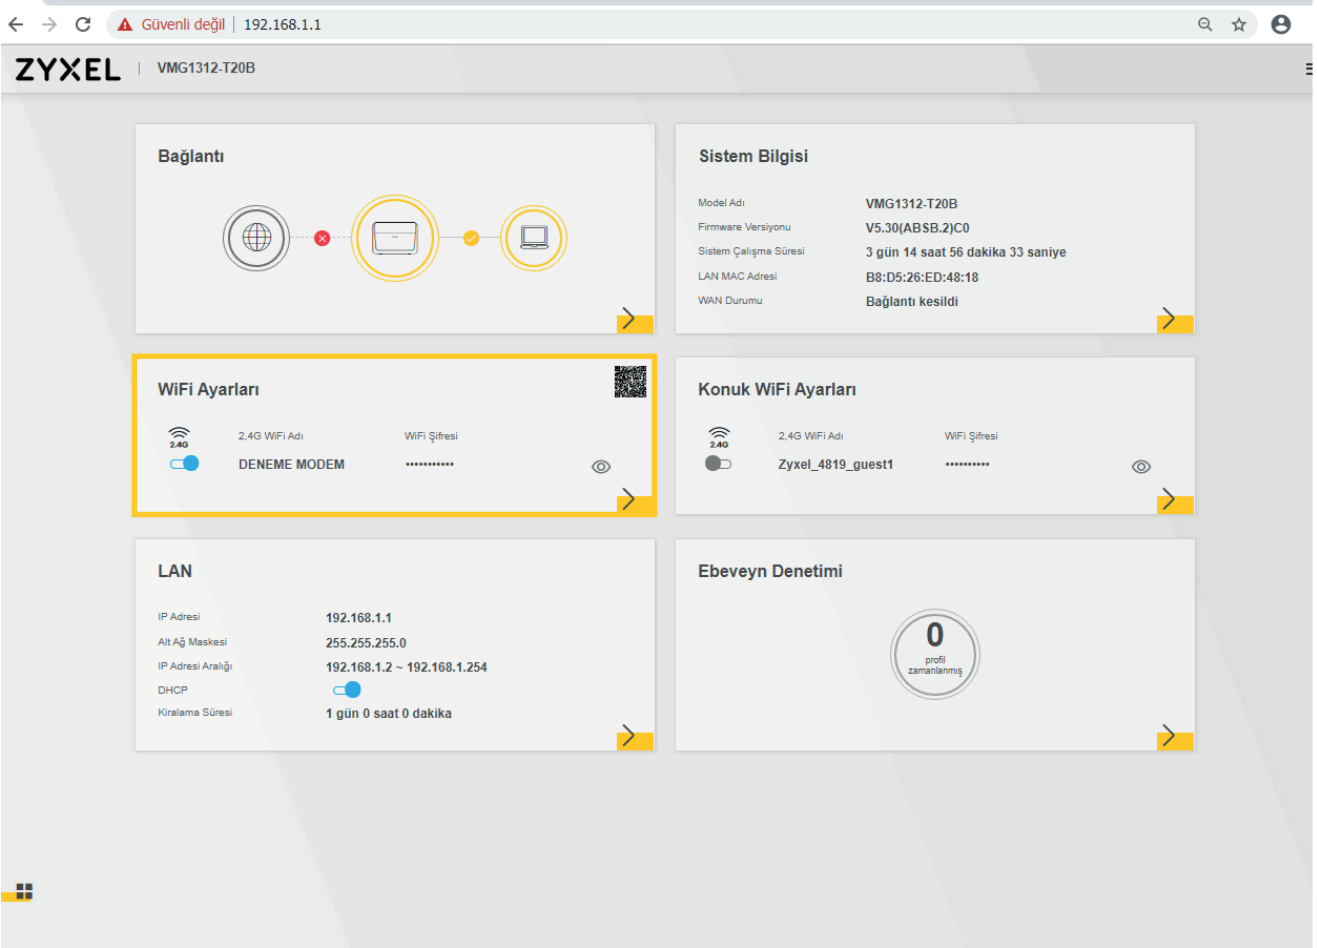 Güvenli değil | 192.168.1.1
ZYXEL | VMG1312-T20B
Bağlantı
Sistem Bilgisi
Model Adı VMG1312-T20B
Firmware Versiyonu V5.30(ABSB.2)C0
Sistem Çalışma Süresi 3 gün 14 saat 56 dakika 33 saniye
LAN MAC Adresi B8:D5:26:ED:48:18
WAN Durumu Bağlantı kesildi
WiFi Ayarları
2.4G 2,4G WiFi Adı WiFi Şifresi
DENEME MODEM •••••••••••
Konuk WiFi Ayarları
2.4G 2,4G WiFi Adı WiFi Şifresi
Zyxel_4819_guest1 ••••••••••
LAN
IP Adresi 192.168.1.1
Alt Ağ Maskesi 255.255.255.0
IP Adresi Aralığı 192.168.1.2 ~ 192.168.1.254
DHCP
Kiralama Süresi 1 gün 0 saat 0 dakika
Ebeveyn Denetimi
0
profil
zamanlanmış